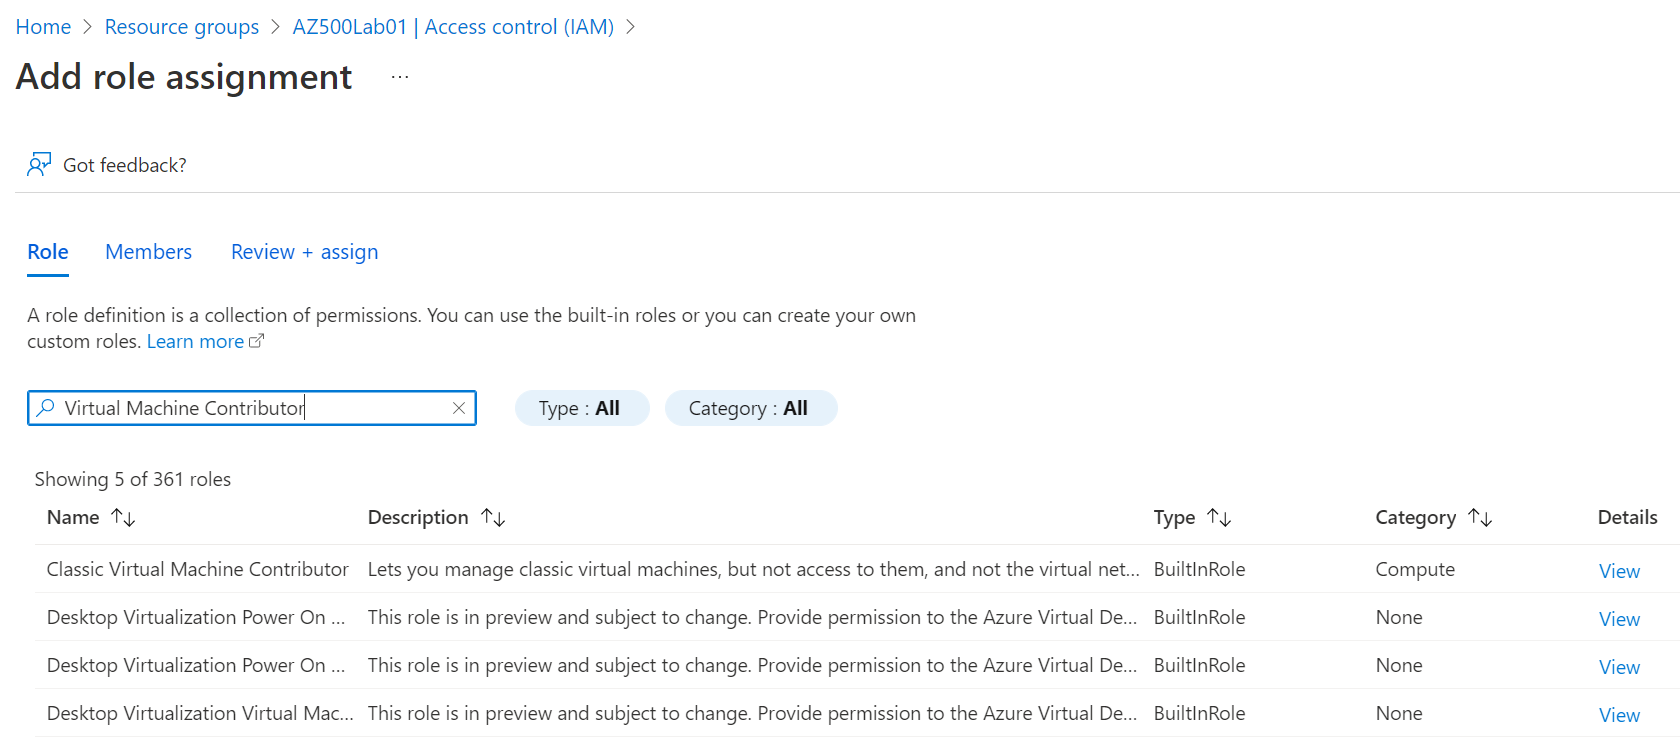 Home > Resource groups > AZ500Lab01 | Access control (IAM) >
Add role assignment ...
Got feedback?
Role Members Review + assign
A role definition is a collection of permissions. You can use the built-in roles or you can create your own
custom roles. Learn more
Virtual Machine Contributor Type : All Category : All
Showing 5 of 361 roles
Name Description Type Category Details
Classic Virtual Machine Contributor Lets you manage classic virtual machines, but not access to them, and not the virtual net... BuiltInRole Compute View
Desktop Virtualization Power On ... This role is in preview and subject to change. Provide permission to the Azure Virtual De... BuiltInRole None View
Desktop Virtualization Power On ... This role is in preview and subject to change. Provide permission to the Azure Virtual De... BuiltInRole None View
Desktop Virtualization Virtual Mac... This role is in preview and subject to change. Provide permission to the Azure Virtual De... BuiltInRole None View